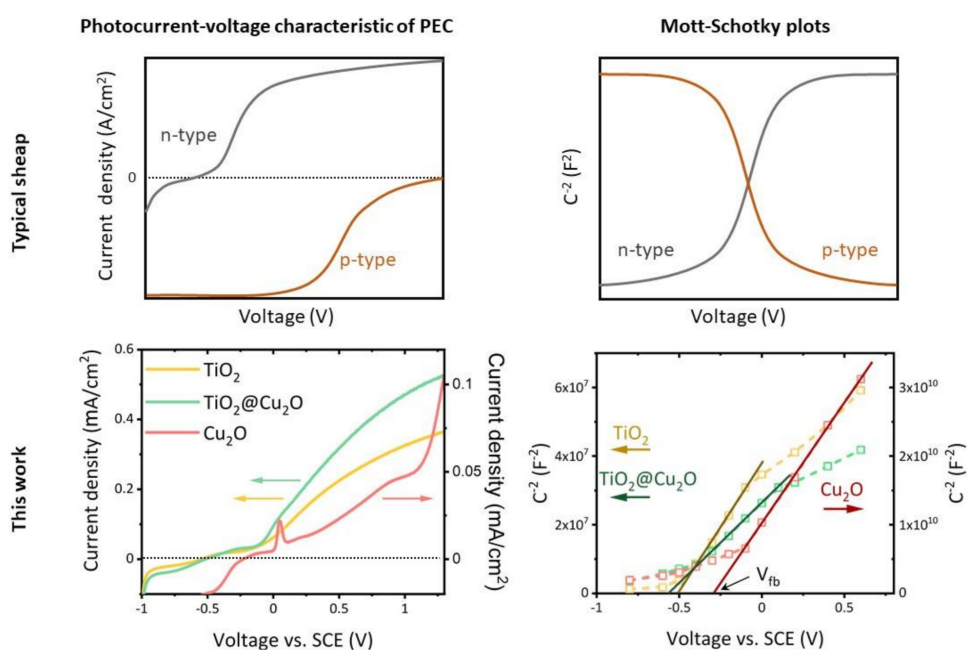 Photocurrent-voltage characteristic of PEC
Mott-Schotky plots
Typical sheap
Current density (A/cm²)
n-type
0
p-type
Voltage (V)
C⁻² (F²)
n-type
p-type
Voltage (V)
This work
Current density (mA/cm²)
0.6
0.4
0.2
0
TiO₂
TiO₂@Cu₂O
Cu₂O
0.1
0.05
0
Current density (mA/cm²)
-1
-0.5
0
0.5
1
Voltage vs. SCE (V)
C⁻² (F⁻²)
6x10⁷
4x10⁷
2x10⁷
0
TiO₂
TiO₂@Cu₂O
Cu₂O
V_fb
3x10¹⁰
2x10¹⁰
1x10¹⁰
0
C⁻² (F⁻²)
-1
-0.5
0
0.5
Voltage vs. SCE (V)